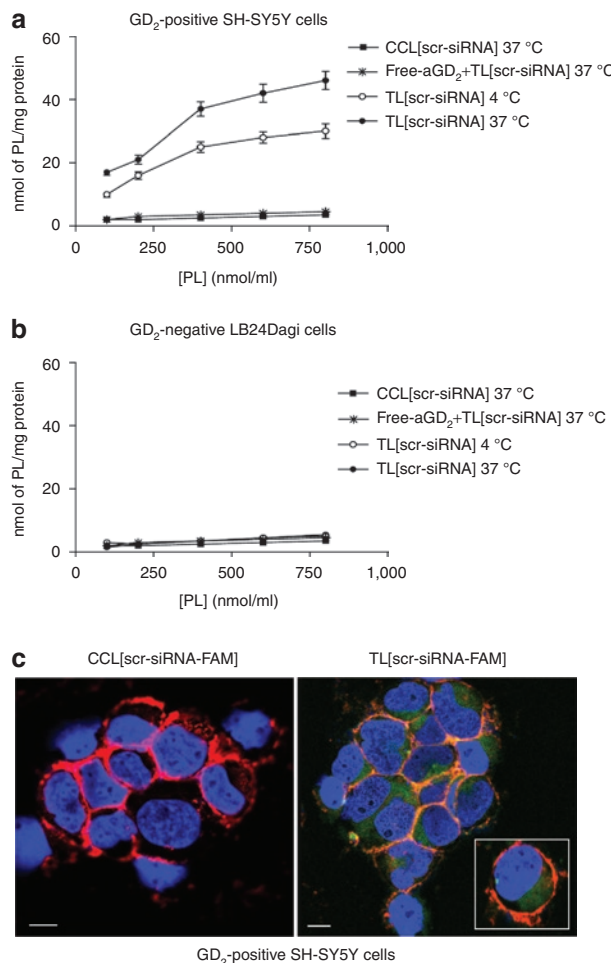 a
GD₂-positive SH-SY5Y cells
60
40
20
0
nmol of PL/mg protein
0 250 500 750 1,000
[PL] (nmol/ml)
CCL[scr-siRNA] 37 °C
Free-aGD₂+TL[scr-siRNA] 37 °C
TL[scr-siRNA] 4 °C
TL[scr-siRNA] 37 °C
b
GD₂-negative LB24Dagi cells
60
40
20
0
nmol of PL/mg protein
0 250 500 750 1,000
[PL] (nmol/ml)
CCL[scr-siRNA] 37 °C
Free-aGD₂+TL[scr-siRNA] 37 °C
TL[scr-siRNA] 4 °C
TL[scr-siRNA] 37 °C
c
CCL[scr-siRNA-FAM] TL[scr-siRNA-FAM]
GD₂-positive SH-SY5Y cells